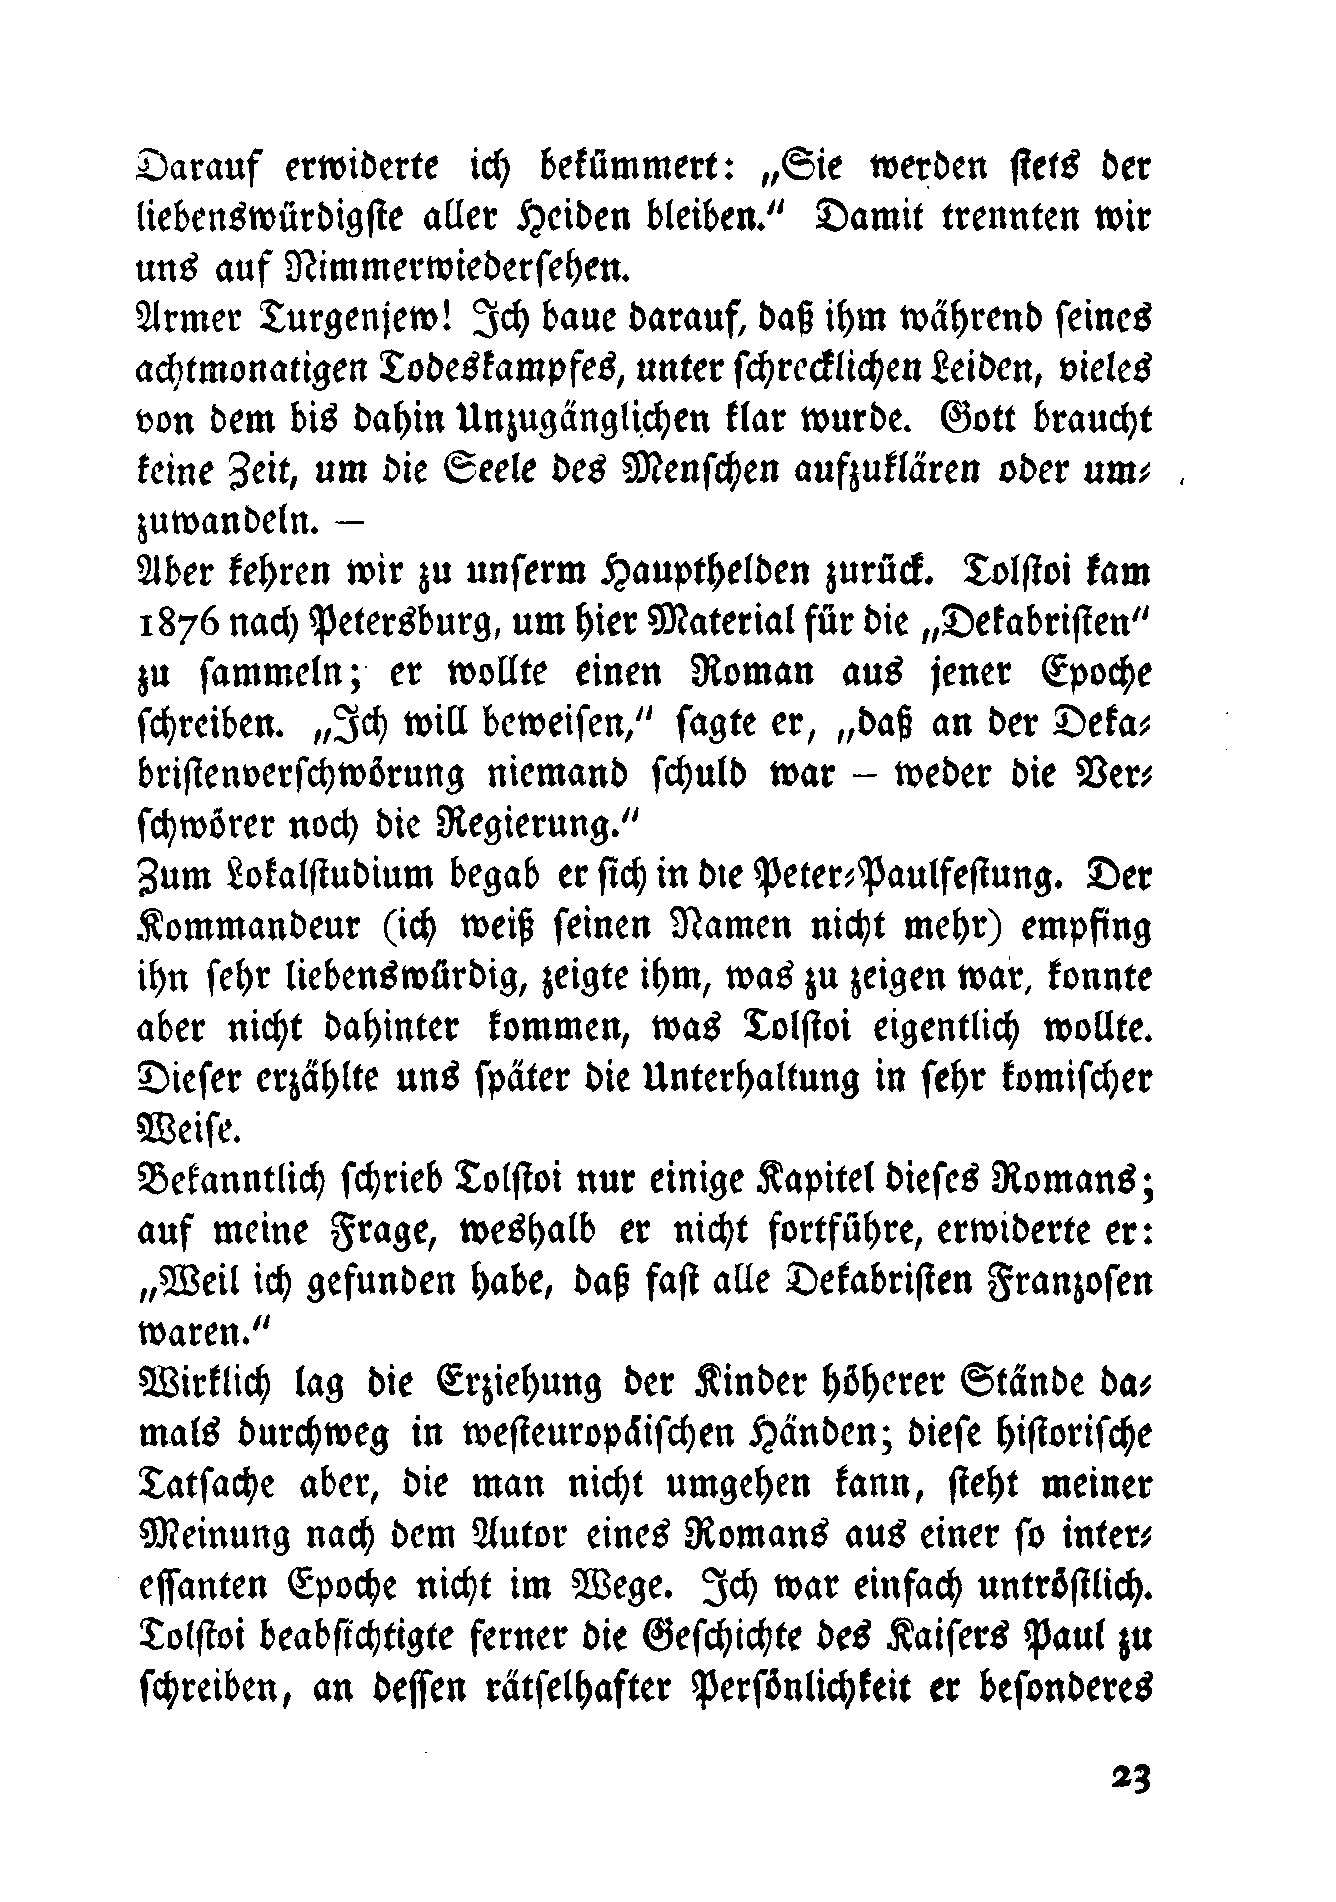 Darauf erwiderte ich bekümmert: „Sie werden stets der
liebenswürdigste aller Heiden bleiben.“ Damit trennten wir
uns auf Nimmerwiedersehen.
Armer Turgenjew! Ich baue darauf, daß ihm während seines
achtmonatigen Todeskampfes, unter schrecklichen Leiden, vieles
von dem bis dahin Unzugänglichen klar wurde. Gott braucht
keine Zeit, um die Seele des Menschen aufzuklären oder um-
zuwandeln. —
Aber kehren wir zu unserm Haupthelden zurück. Tolstoi kam
1876 nach Petersburg, um hier Material für die „Dekabristen“
zu sammeln; er wollte einen Roman aus jener Epoche
schreiben. „Ich will beweisen,“ sagte er, „daß an der Deka-
bristenverschwörung niemand schuld war – weder die Ver-
schwörer noch die Regierung.“
Zum Lokalstudium begab er sich in die Peter-Paulfestung. Der
Kommandeur (ich weiß seinen Namen nicht mehr) empfing
ihn sehr liebenswürdig, zeigte ihm, was zu zeigen war, konnte
aber nicht dahinter kommen, was Tolstoi eigentlich wollte.
Dieser erzählte uns später die Unterhaltung in sehr komischer
Weise.
Bekanntlich schrieb Tolstoi nur einige Kapitel dieses Romans;
auf meine Frage, weshalb er nicht fortführe, erwiderte er:
„Weil ich gefunden habe, daß fast alle Dekabristen Franzosen
waren.“
Wirklich lag die Erziehung der Kinder höherer Stände da-
mals durchweg in westeuropäischen Händen; diese historische
Tatsache aber, die man nicht umgehen kann, steht meiner
Meinung nach dem Autor eines Romans aus einer so inter-
essanten Epoche nicht im Wege. Ich war einfach untröstlich.
Tolstoi beabsichtigte ferner die Geschichte des Kaisers Paul zu
schreiben, an dessen rätselhafter Persönlichkeit er besonderes
23